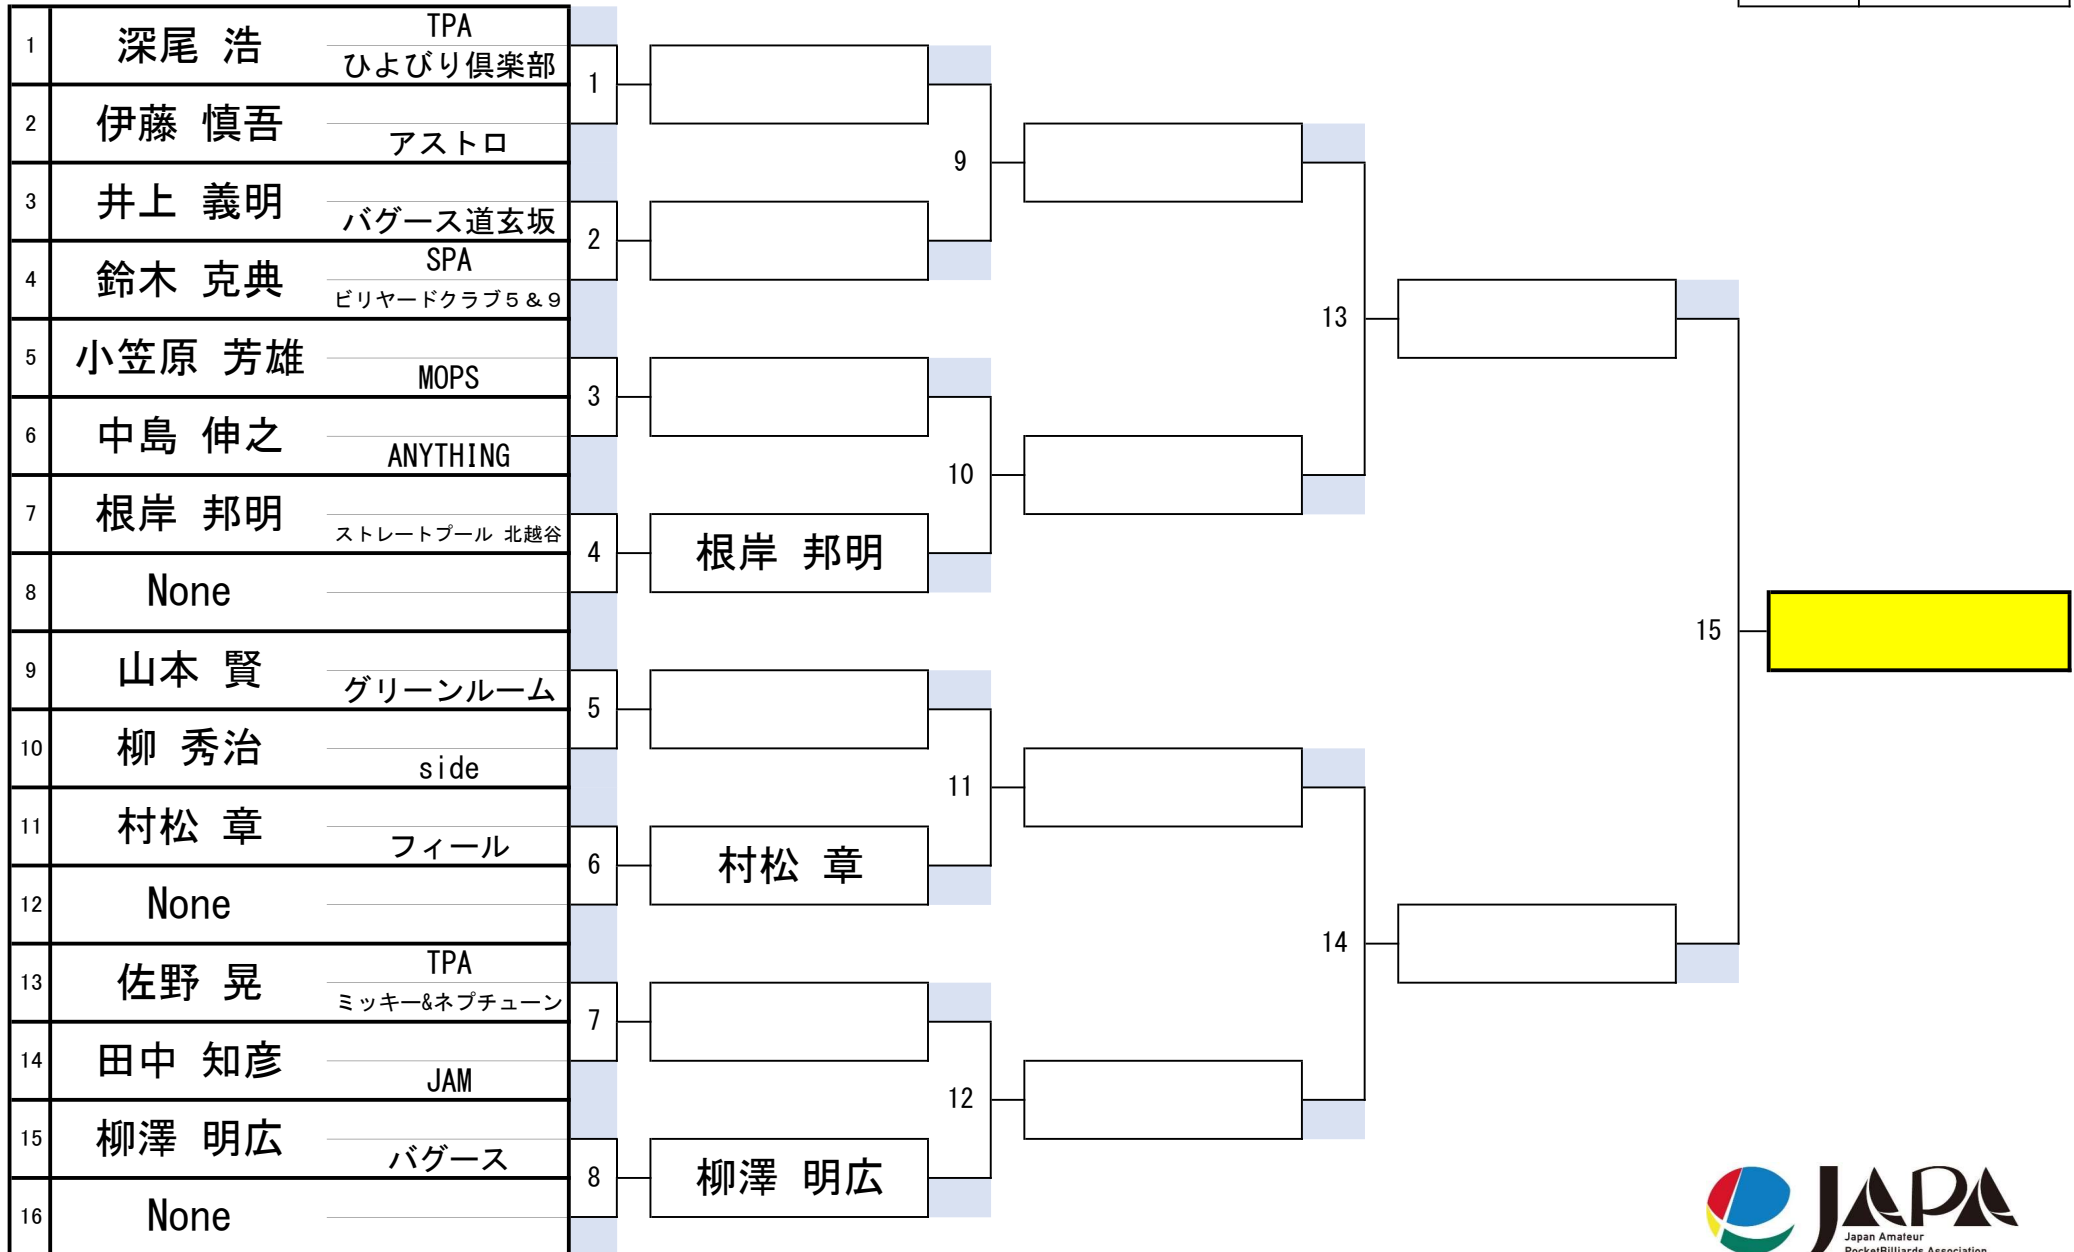 1 深尾 浩 TPA
ひよびり倶楽部
1
2 伊藤 慎吾
アストロ
9
3 井上 義明
バグース道玄坂
2
4 鈴木 克典 SPA
ビリヤードクラブ５＆９
13
5 小笠原 芳雄
MOPS
3
6 中島 伸之
ANYTHING
10
7 根岸 邦明
ストレートプール 北越谷
4 根岸 邦明
8 None
15
9 山本 賢
グリーンルーム
5
10 柳 秀治
side
11
11 村松 章
フィール
6 村松 章
12 None
14
13 佐野 晃 TPA
ミッキー&ネプチューン
7
14 田中 知彦
JAM
12
15 柳澤 明広
バグース
8 柳澤 明広
16 None
JAPA
Japan Amateur
PocketBilliards Association